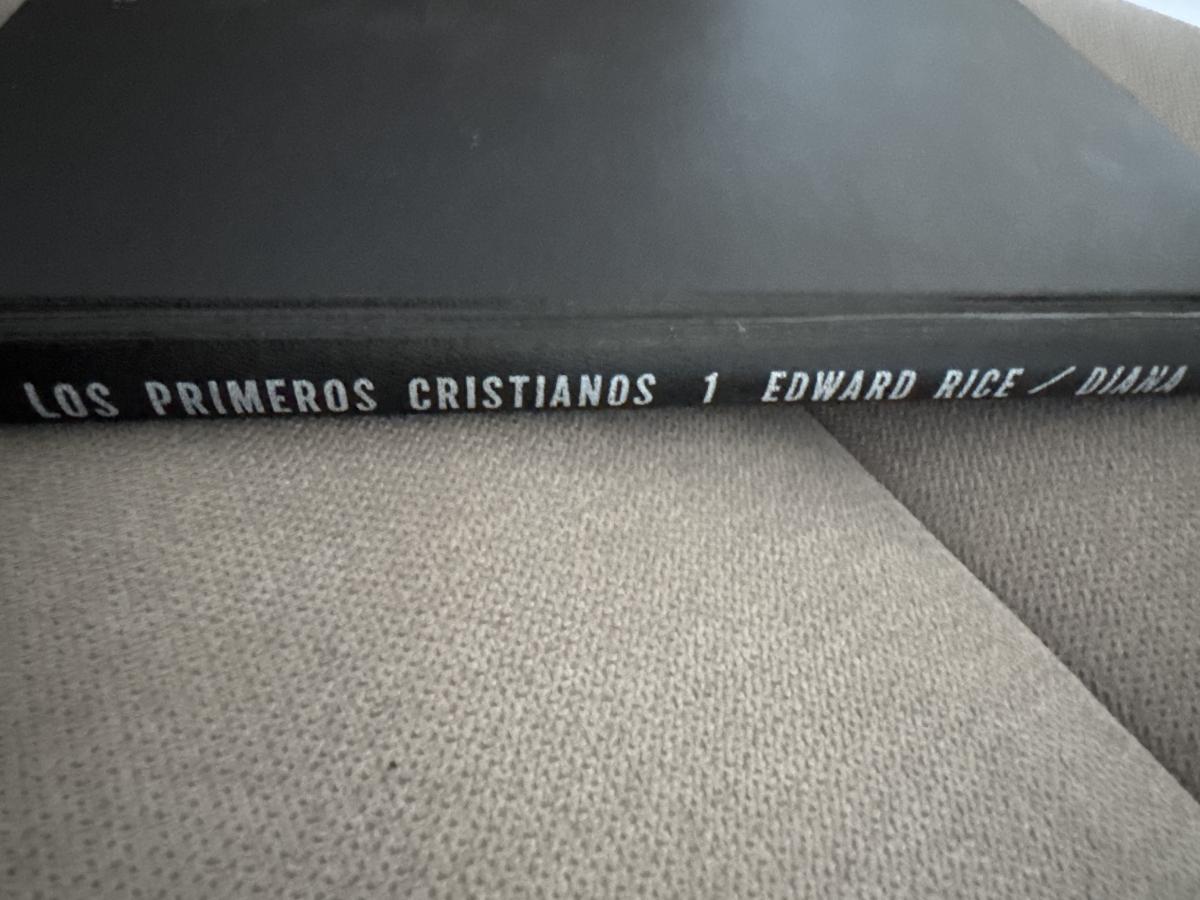 LOS PRIMEROS CRISTIANOS 1 EDWARD RICE / DIANA